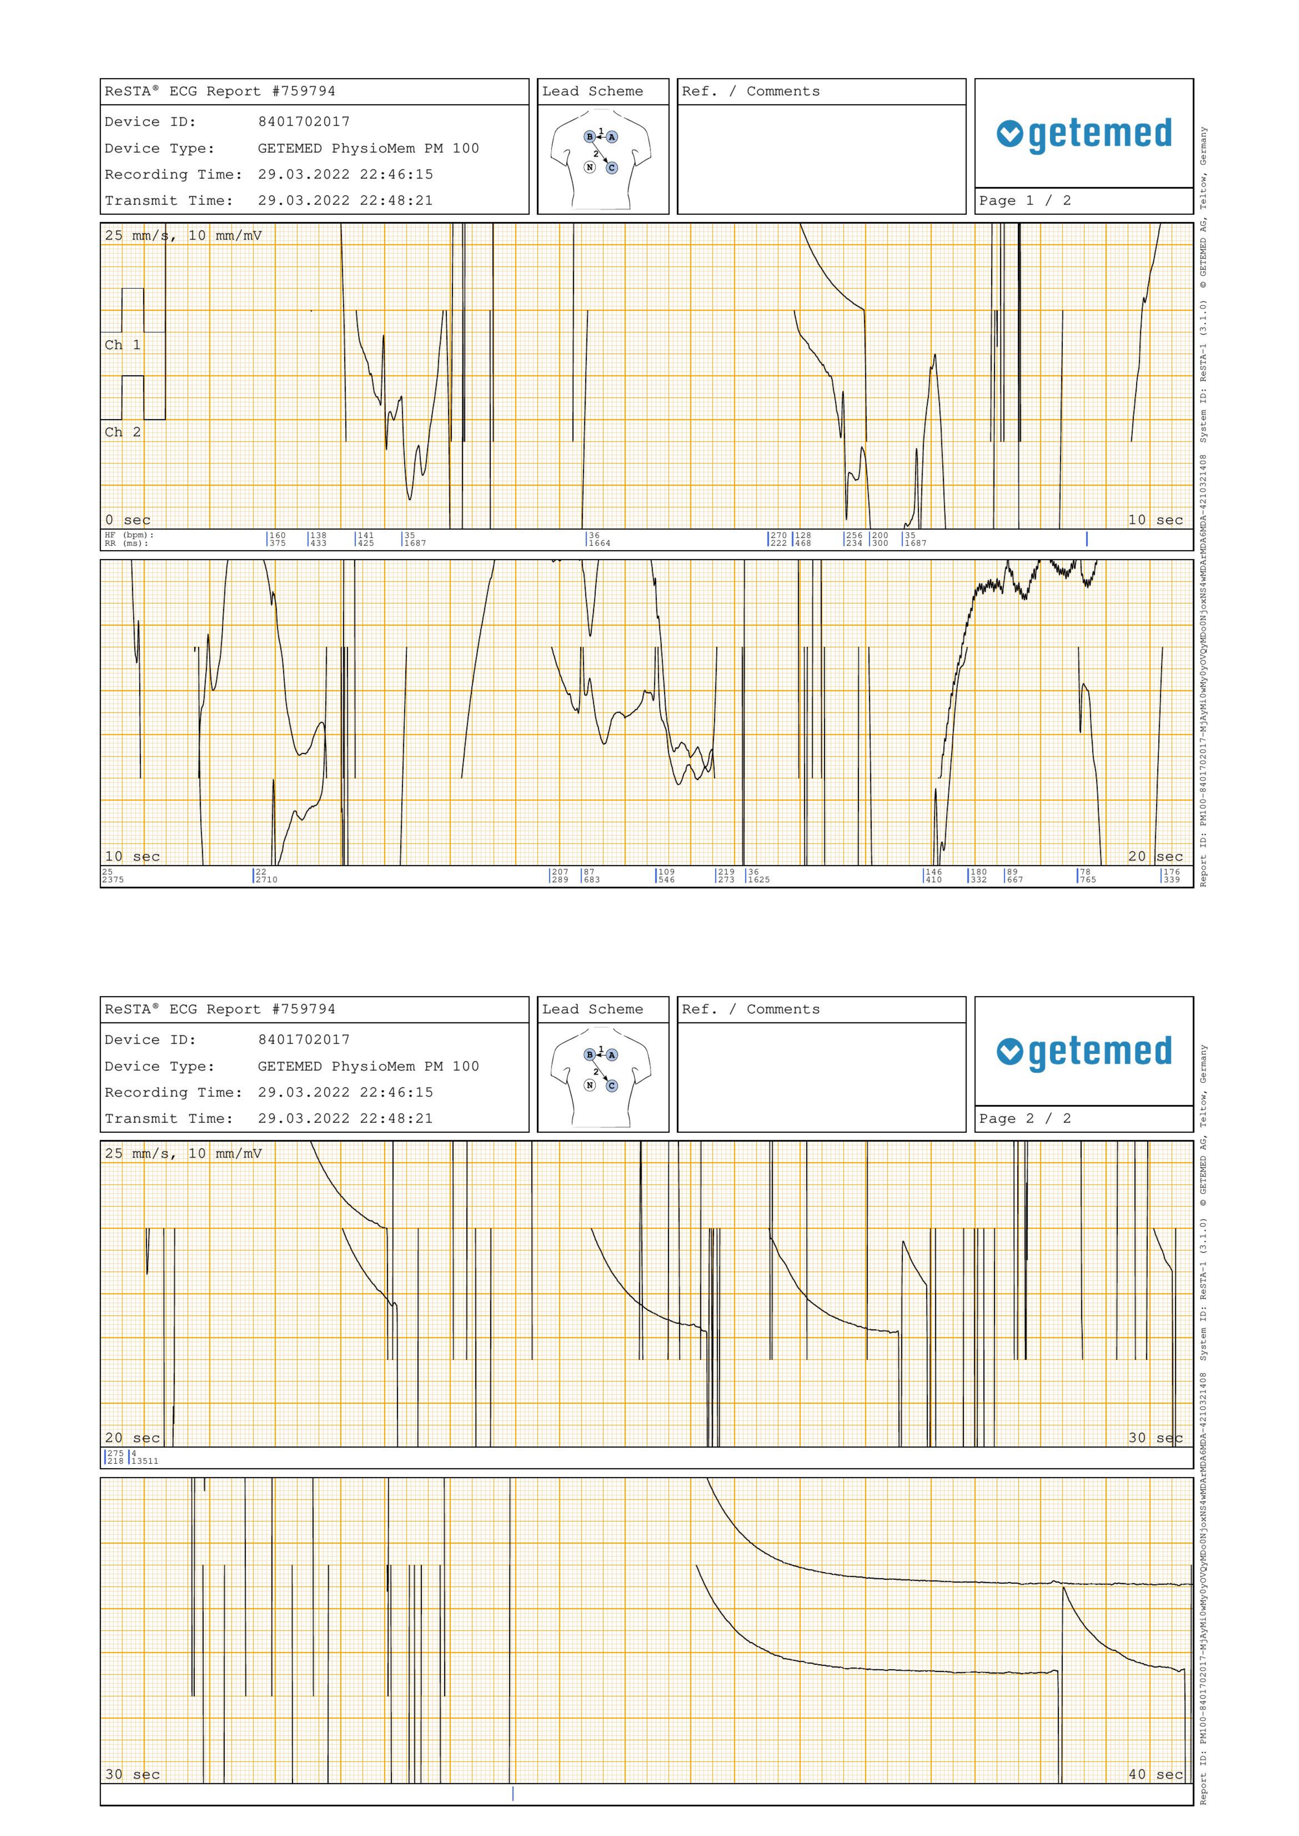 ReSTA® ECG Report #759794
Device ID: 8401702017
Device Type: GETEMED PhysioMem PM 100
Recording Time: 29.03.2022 22:46:15
Transmit Time: 29.03.2022 22:48:21
Lead Scheme
B 1 A
2
N C
Ref. / Comments
getemed
Page 1 / 2
25 mm/s, 10 mm/mV
Ch 1
Ch 2
0 sec 10 sec
HF (bpm): 160 138 141 35 36 270 128 256 200 35
RR (ms): 375 433 425 1687 1664 222 468 234 300 1687
10 sec 20 sec
25 22 207 87 109 219 36 146 180 89 78 176
2375 2710 289 683 546 273 1625 410 332 667 765 339
System ID: ReSTA-1 (3.1.0) © GETEMED AG, Teltow, Germany
ReSTA® ECG Report #759794
Device ID: 8401702017
Device Type: GETEMED PhysioMem PM 100
Recording Time: 29.03.2022 22:46:15
Transmit Time: 29.03.2022 22:48:21
Lead Scheme
B 1 A
2
N C
Ref. / Comments
getemed
Page 2 / 2
25 mm/s, 10 mm/mV
20 sec 30 sec
275 4
218 13511
30 sec 40 sec
System ID: ReSTA-1 (3.1.0) © GETEMED AG, Teltow, Germany